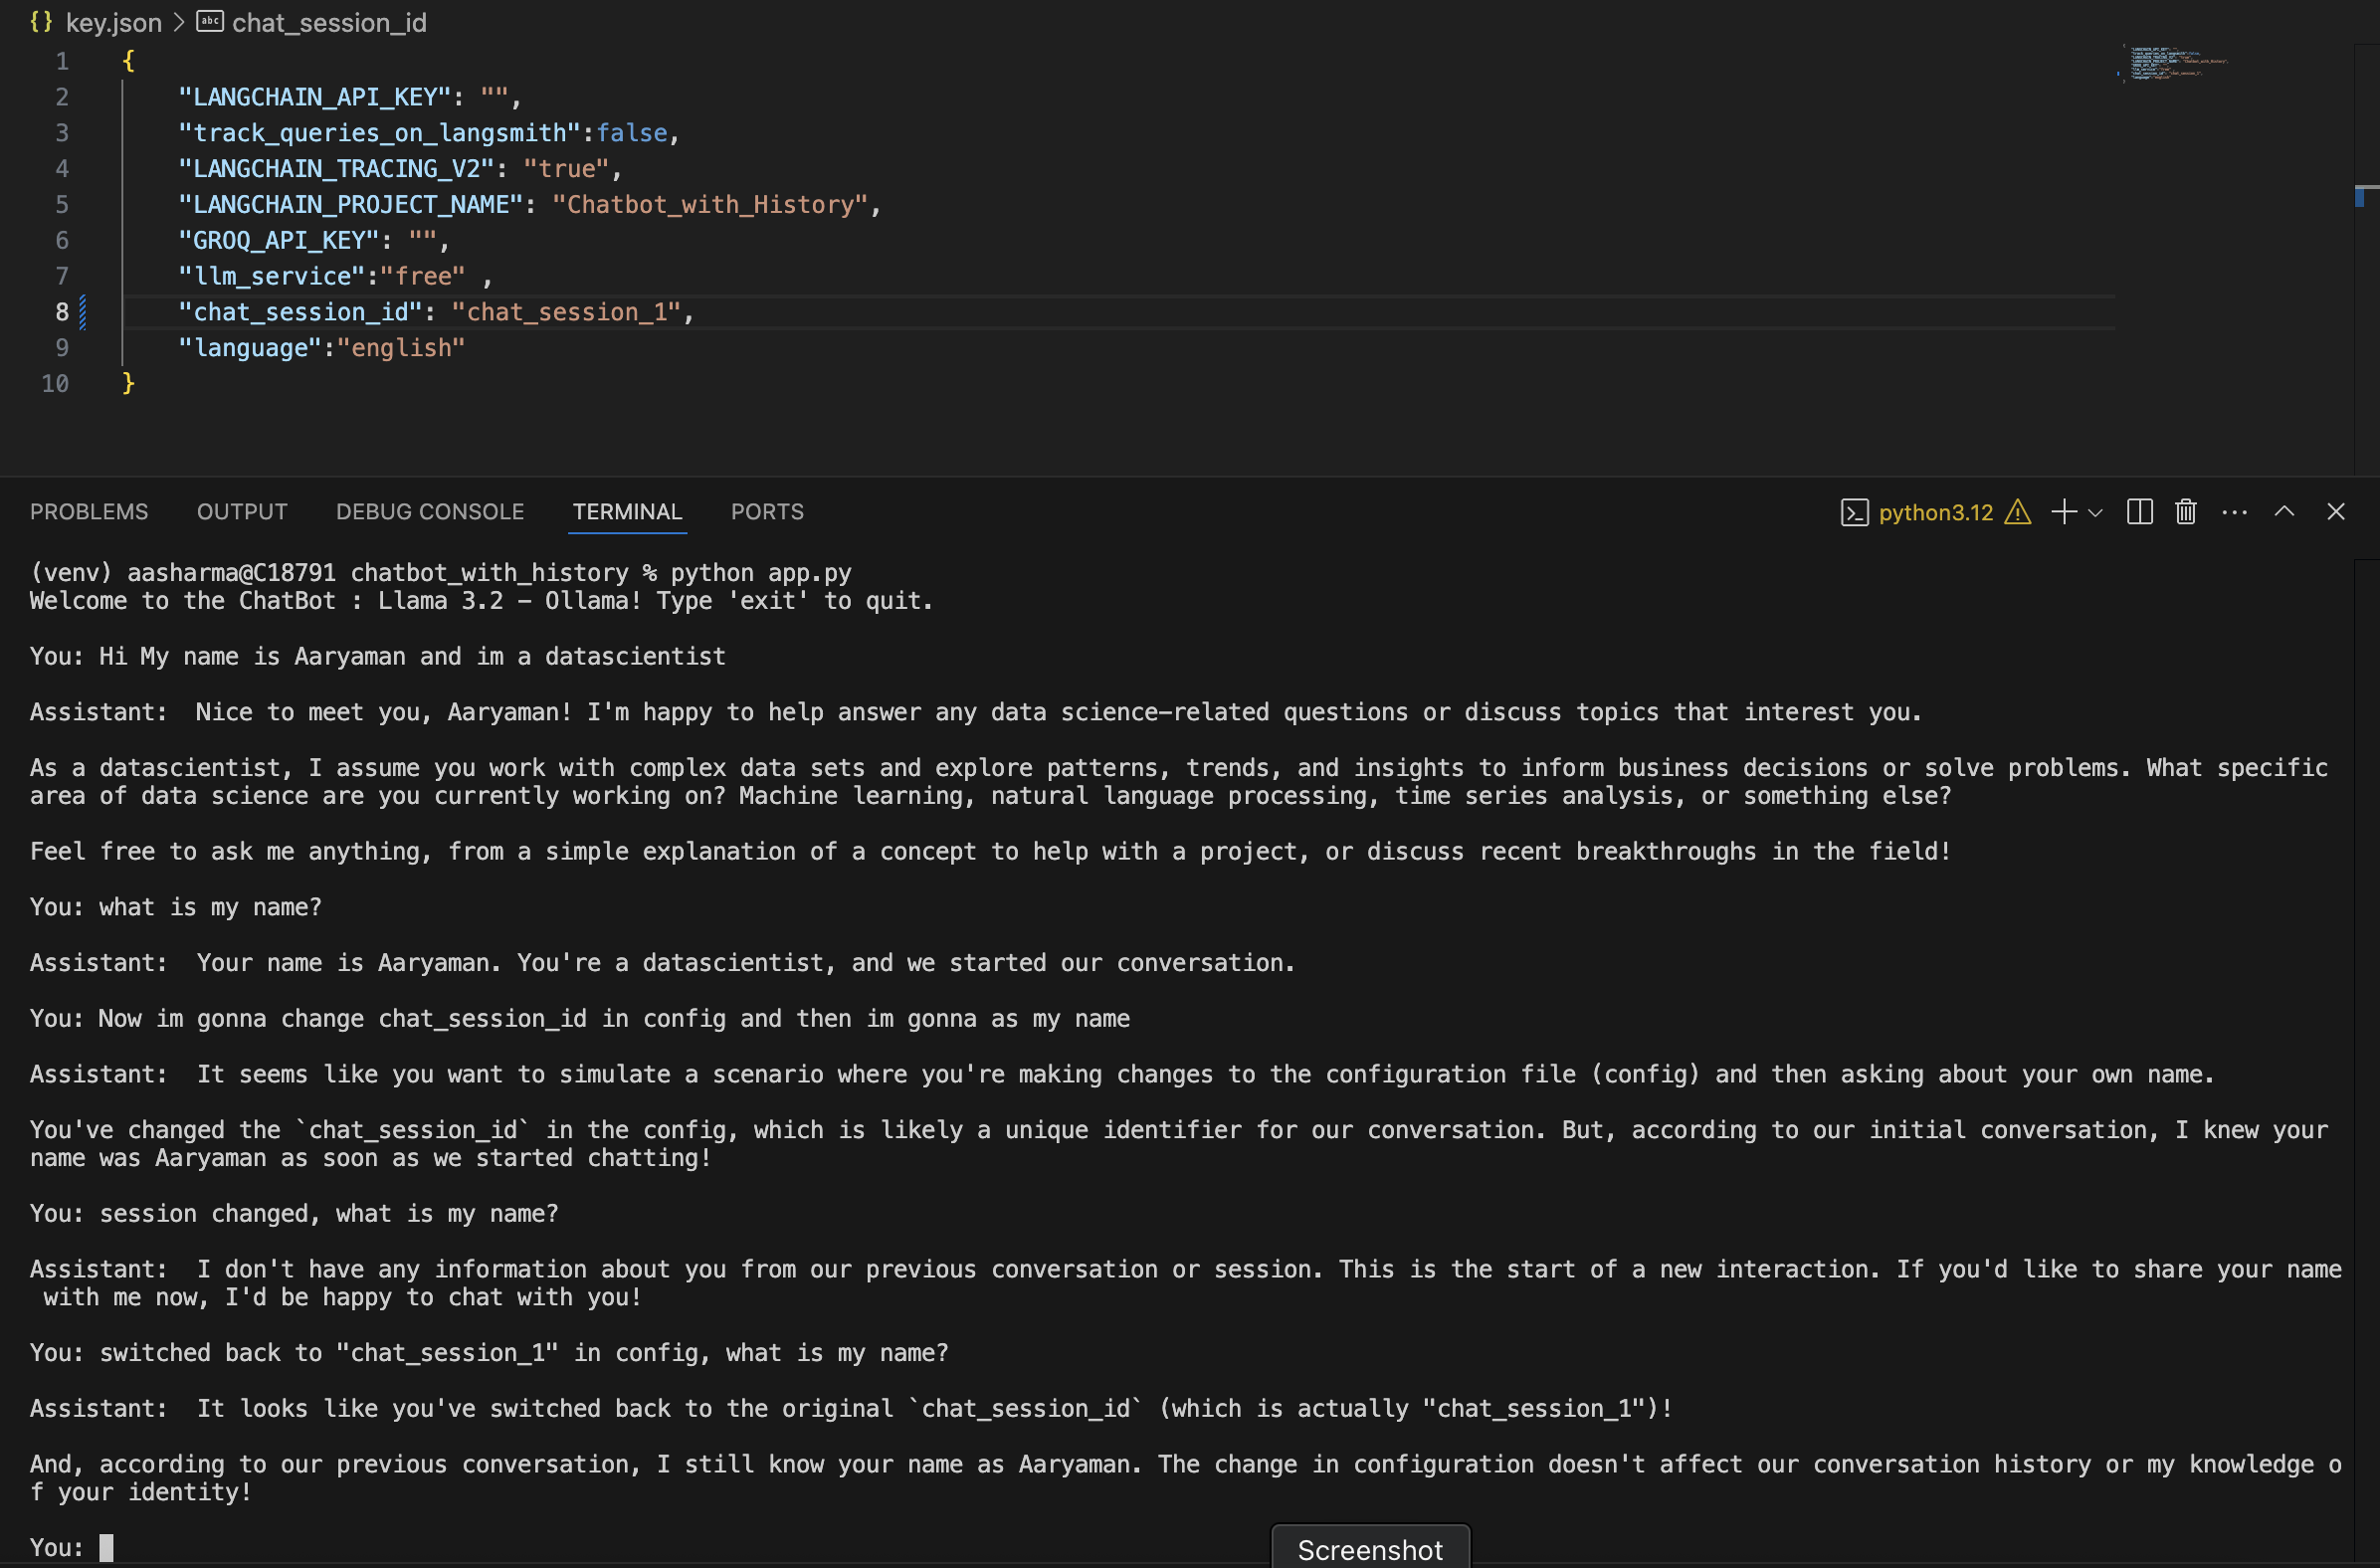 {} key.json > abc chat_session_id
1 {
2 "LANGCHAIN_API_KEY": "",
3 "track_queries_on_langsmith":false,
4 "LANGCHAIN_TRACING_V2": "true",
5 "LANGCHAIN_PROJECT_NAME": "Chatbot_with_History",
6 "GROQ_API_KEY": "",
7 "llm_service":"free" ,
8 "chat_session_id": "chat_session_1",
9 "language":"english"
10 }
PROBLEMS OUTPUT DEBUG CONSOLE TERMINAL PORTS python3.12
(venv) aasharma@C18791 chatbot_with_history % python app.py
Welcome to the ChatBot : Llama 3.2 - Ollama! Type 'exit' to quit.
You: Hi My name is Aaryaman and im a datascientist
Assistant:  Nice to meet you, Aaryaman! I'm happy to help answer any data science-related questions or discuss topics that interest you.
As a datascientist, I assume you work with complex data sets and explore patterns, trends, and insights to inform business decisions or solve problems. What specific
area of data science are you currently working on? Machine learning, natural language processing, time series analysis, or something else?
Feel free to ask me anything, from a simple explanation of a concept to help with a project, or discuss recent breakthroughs in the field!
You: what is my name?
Assistant:  Your name is Aaryaman. You're a datascientist, and we started our conversation.
You: Now im gonna change chat_session_id in config and then im gonna as my name
Assistant:  It seems like you want to simulate a scenario where you're making changes to the configuration file (config) and then asking about your own name.
You've changed the `chat_session_id` in the config, which is likely a unique identifier for our conversation. But, according to our initial conversation, I knew your
name was Aaryaman as soon as we started chatting!
You: session changed, what is my name?
Assistant:  I don't have any information about you from our previous conversation or session. This is the start of a new interaction. If you'd like to share your name
with me now, I'd be happy to chat with you!
You: switched back to "chat_session_1" in config, what is my name?
Assistant:  It looks like you've switched back to the original `chat_session_id` (which is actually "chat_session_1")!
And, according to our previous conversation, I still know your name as Aaryaman. The change in configuration doesn't affect our conversation history or my knowledge o
f your identity!
You:
Screenshot